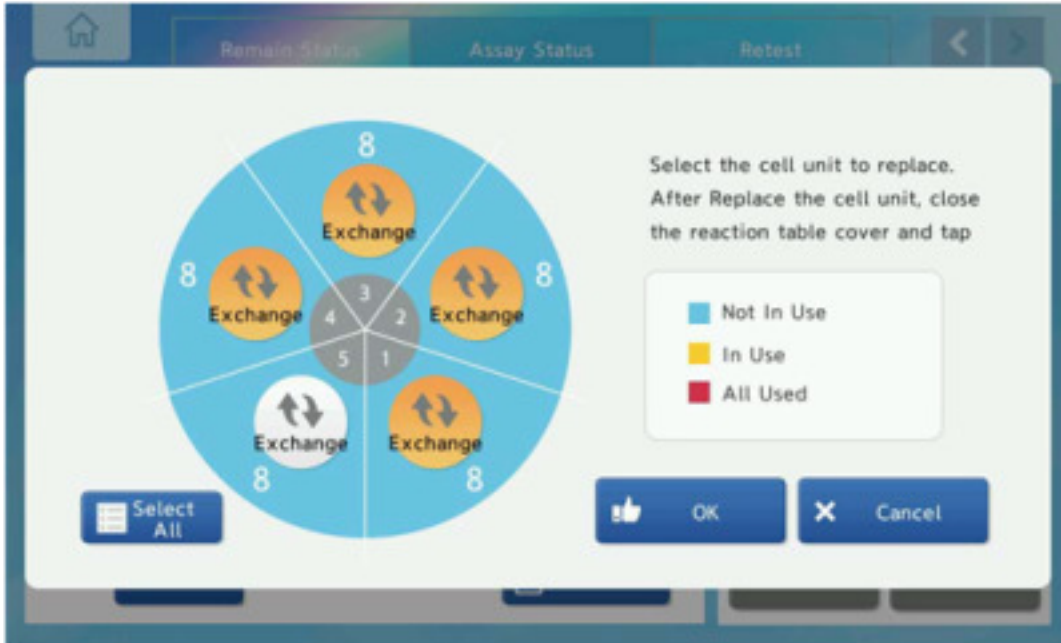 Remain Status
Assay Status
Retest
8
Exchange
8
Exchange
Exchange
8
3
4
2
5
1
Exchange
Exchange
8
8
Select the cell unit to replace.
After Replace the cell unit, close
the reaction table cover and tap
Not In Use
In Use
All Used
Select
All
OK
Cancel